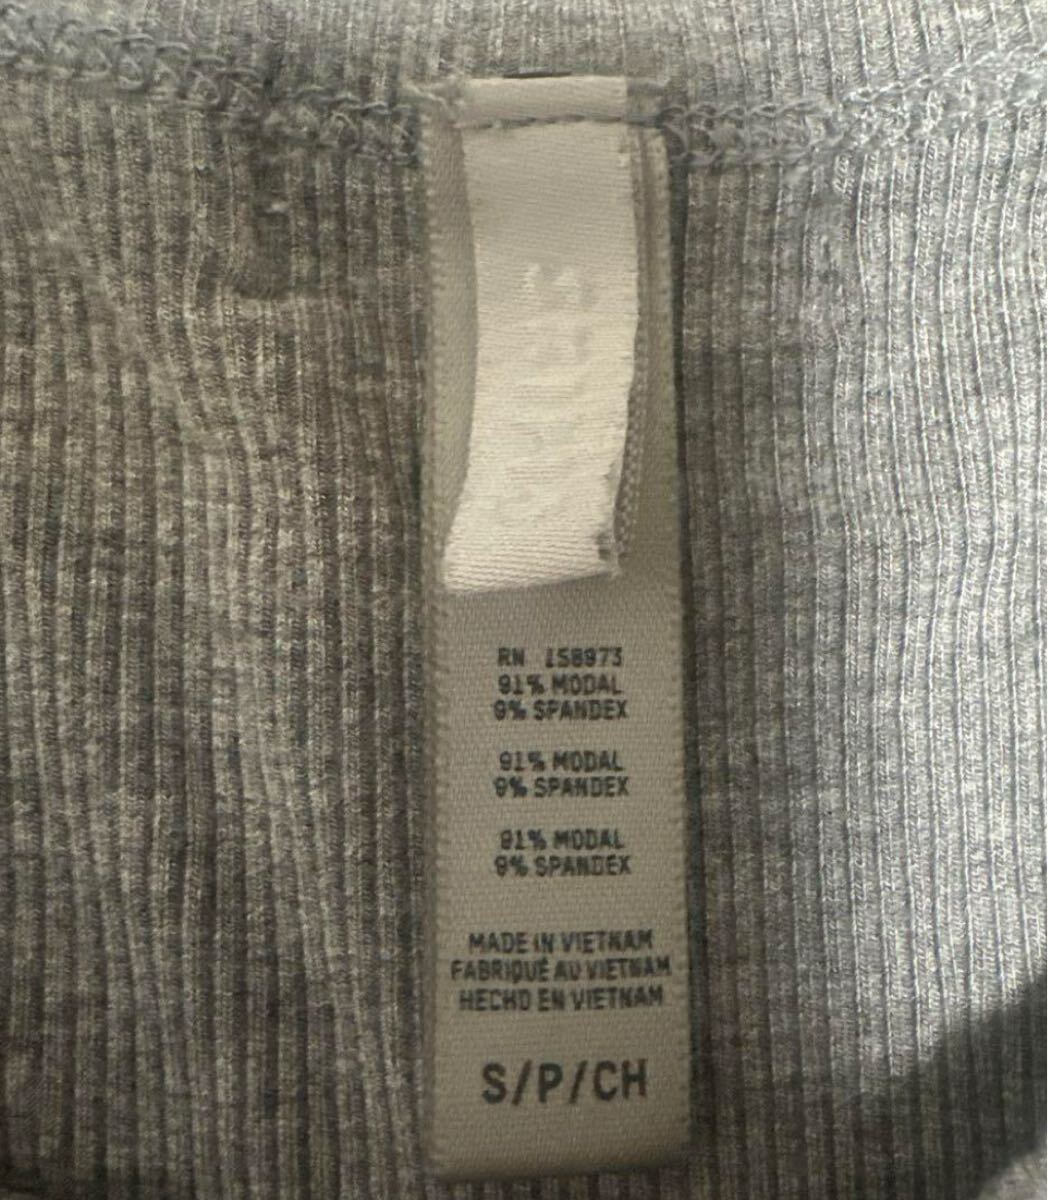 RN 158973
91% MODAL
9% SPANDEX
91% MODAL
9% SPANDEX
91% MODAL
9% SPANDEX
MADE IN VIETNAM
FABRIQUÉ AU VIETNAM
HECHO EN VIETNAM
S/P/CH